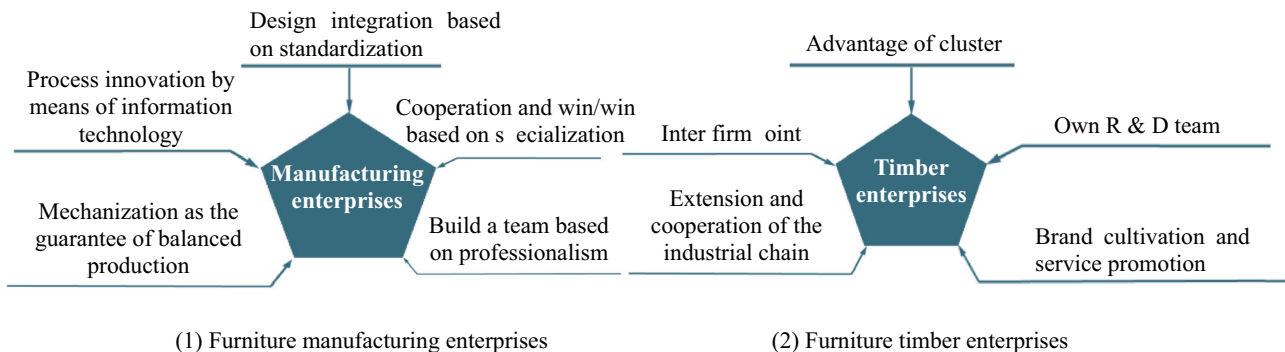 Design integration based
on standardization
Process innovation by
means of information
technology
Cooperation and win/win
based on s ecialization
Manufacturing
enterprises
Mechanization as the
guarantee of balanced
production
Build a team based
on professionalism
(1) Furniture manufacturing enterprises
Advantage of cluster
Inter firm oint
Own R & D team
Timber
enterprises
Extension and
cooperation of the
industrial chain
Brand cultivation and
service promotion
(2) Furniture timber enterprises